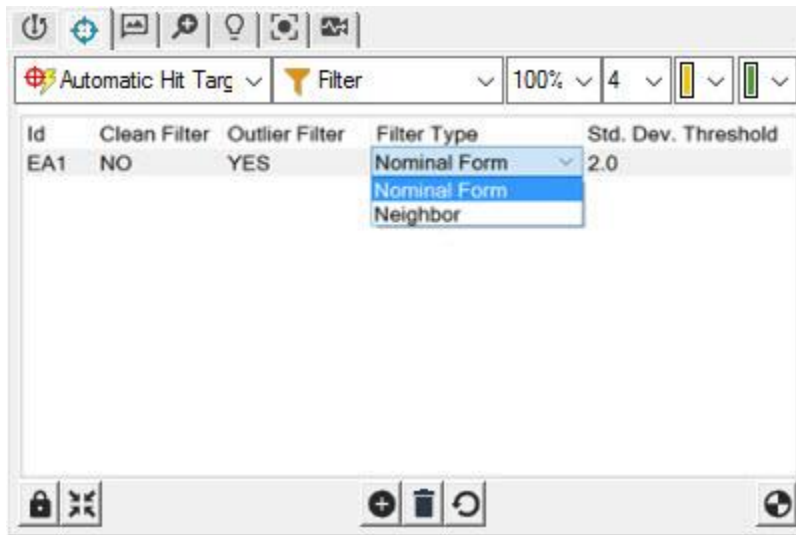 Automatic Hit Targ Filter 100% 4
Id Clean Filter Outlier Filter Filter Type Std. Dev. Threshold
EA1 NO YES Nominal Form 2.0
Nominal Form
Neighbor